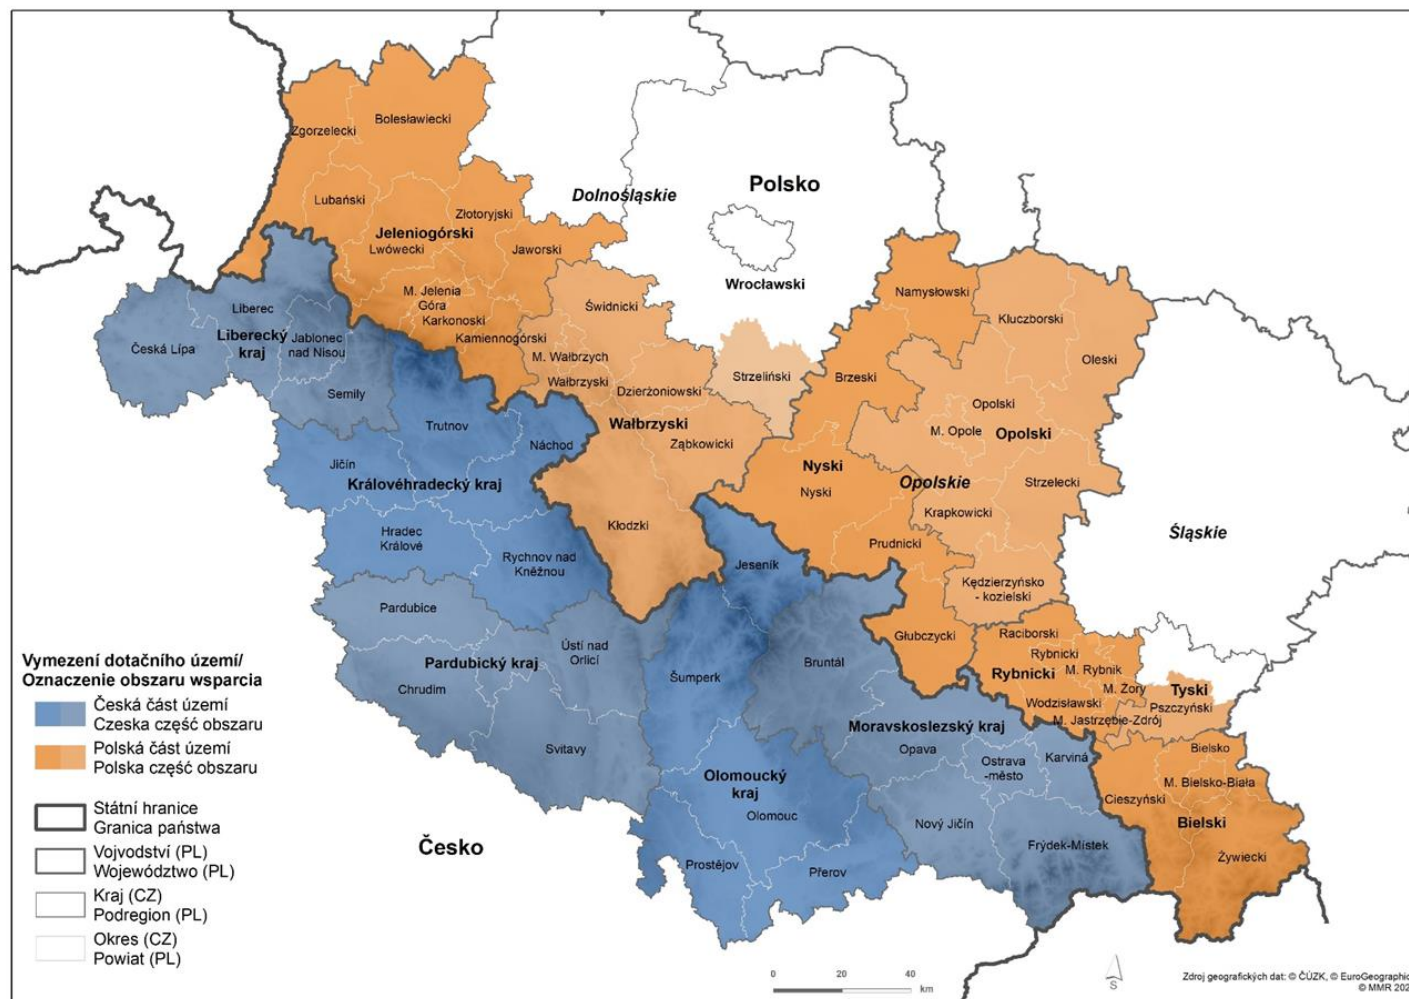 Zgorzelecki
Bolesławiecki
Lubański
Złotoryjski
Jeleniogórski
Lwówecki
Jaworski
M. Jelenia
Góra
Karkonoski
Kamiennogórski
Dolnośląskie
Polsko
Wrocławski
Świdnicki
M. Wałbrzych
Wałbrzyski
Dzierżoniowski
Strzeliński
Wałbrzyski
Ząbkowicki
Kłodzki
Namysłowski
Kluczborski
Oleski
Brzeski
Opolski
M. Opole
Opolski
Nyski
Nyski
Opolskie
Strzelecki
Krapkowicki
Prudnicki
Kędzierzyńsko
- kozielski
Głubczycki
Śląskie
Raciborski
Rybnicki
M. Rybnik
Rybnicki
M. Żory
Tyski
Wodzisławski
Pszczyński
M. Jastrzębie-Zdrój
Bielsko
M. Bielsko-Biała
Cieszyński
Bielski
Żywiecki
Česká Lípa
Liberec
Liberecký
kraj
Jablonec
nad Nisou
Semily
Trutnov
Náchod
Jičín
Královéhradecký kraj
Hradec
Králové
Rychnov nad
Kněžnou
Pardubice
Ústí nad
Orlicí
Pardubický kraj
Chrudim
Svitavy
Jeseník
Šumperk
Olomoucký
kraj
Olomouc
Prostějov
Přerov
Bruntál
Moravskoslezský kraj
Opava
Ostrava
-město
Karviná
Nový Jičín
Frýdek-Místek
Česko
Vymezení dotačního území/
Oznaczenie obszaru wsparcia
Česká část území
Czeska część obszaru
Polská část území
Polska część obszaru
Státní hranice
Granica państwa
Vojvodství (PL)
Województwo (PL)
Kraj (CZ)
Podregion (PL)
Okres (CZ)
Powiat (PL)
0 20 40
km
S
Zdroj geografických dat: © ČÚZK, © EuroGeographic
© MMR 202